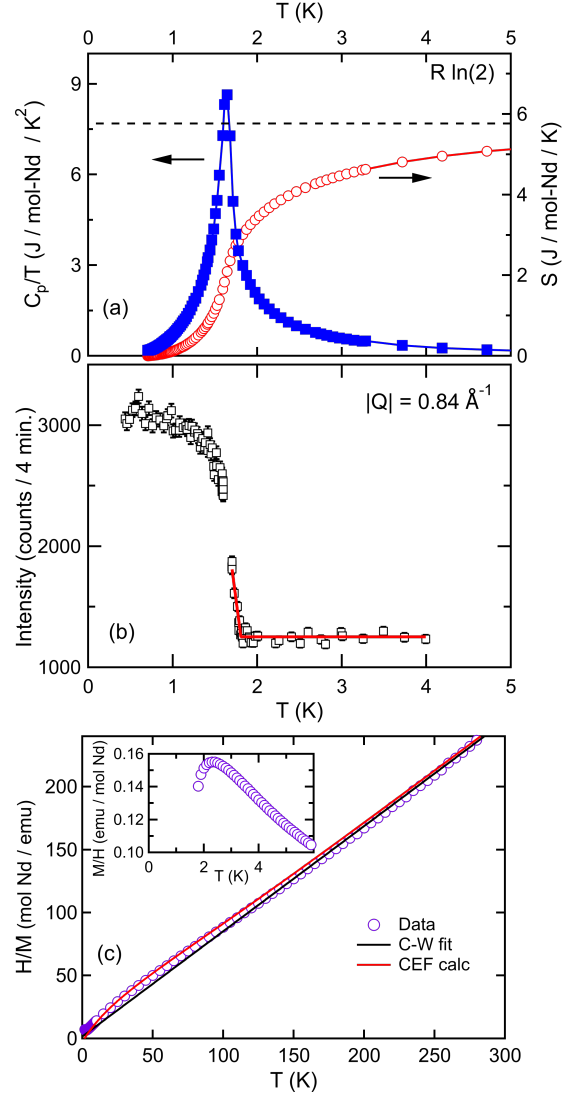 T (K)
0 1 2 3 4 5
R ln(2)
9
6
3
0
Cp/T (J / mol-Nd / K²)
6
4
2
0
S (J / mol-Nd / K)
(a)
|Q| = 0.84 Å⁻¹
3000
2000
1000
Intensity (counts / 4 min.)
(b)
0 1 2 3 4 5
T (K)
200
150
100
50
0
H/M (mol Nd / emu)
0.16
0.14
0.12
0.10
M/H (emu / mol Nd)
0 2 4
T (K)
(c)
Data
C-W fit
CEF calc
0 50 100 150 200 250 300
T (K)